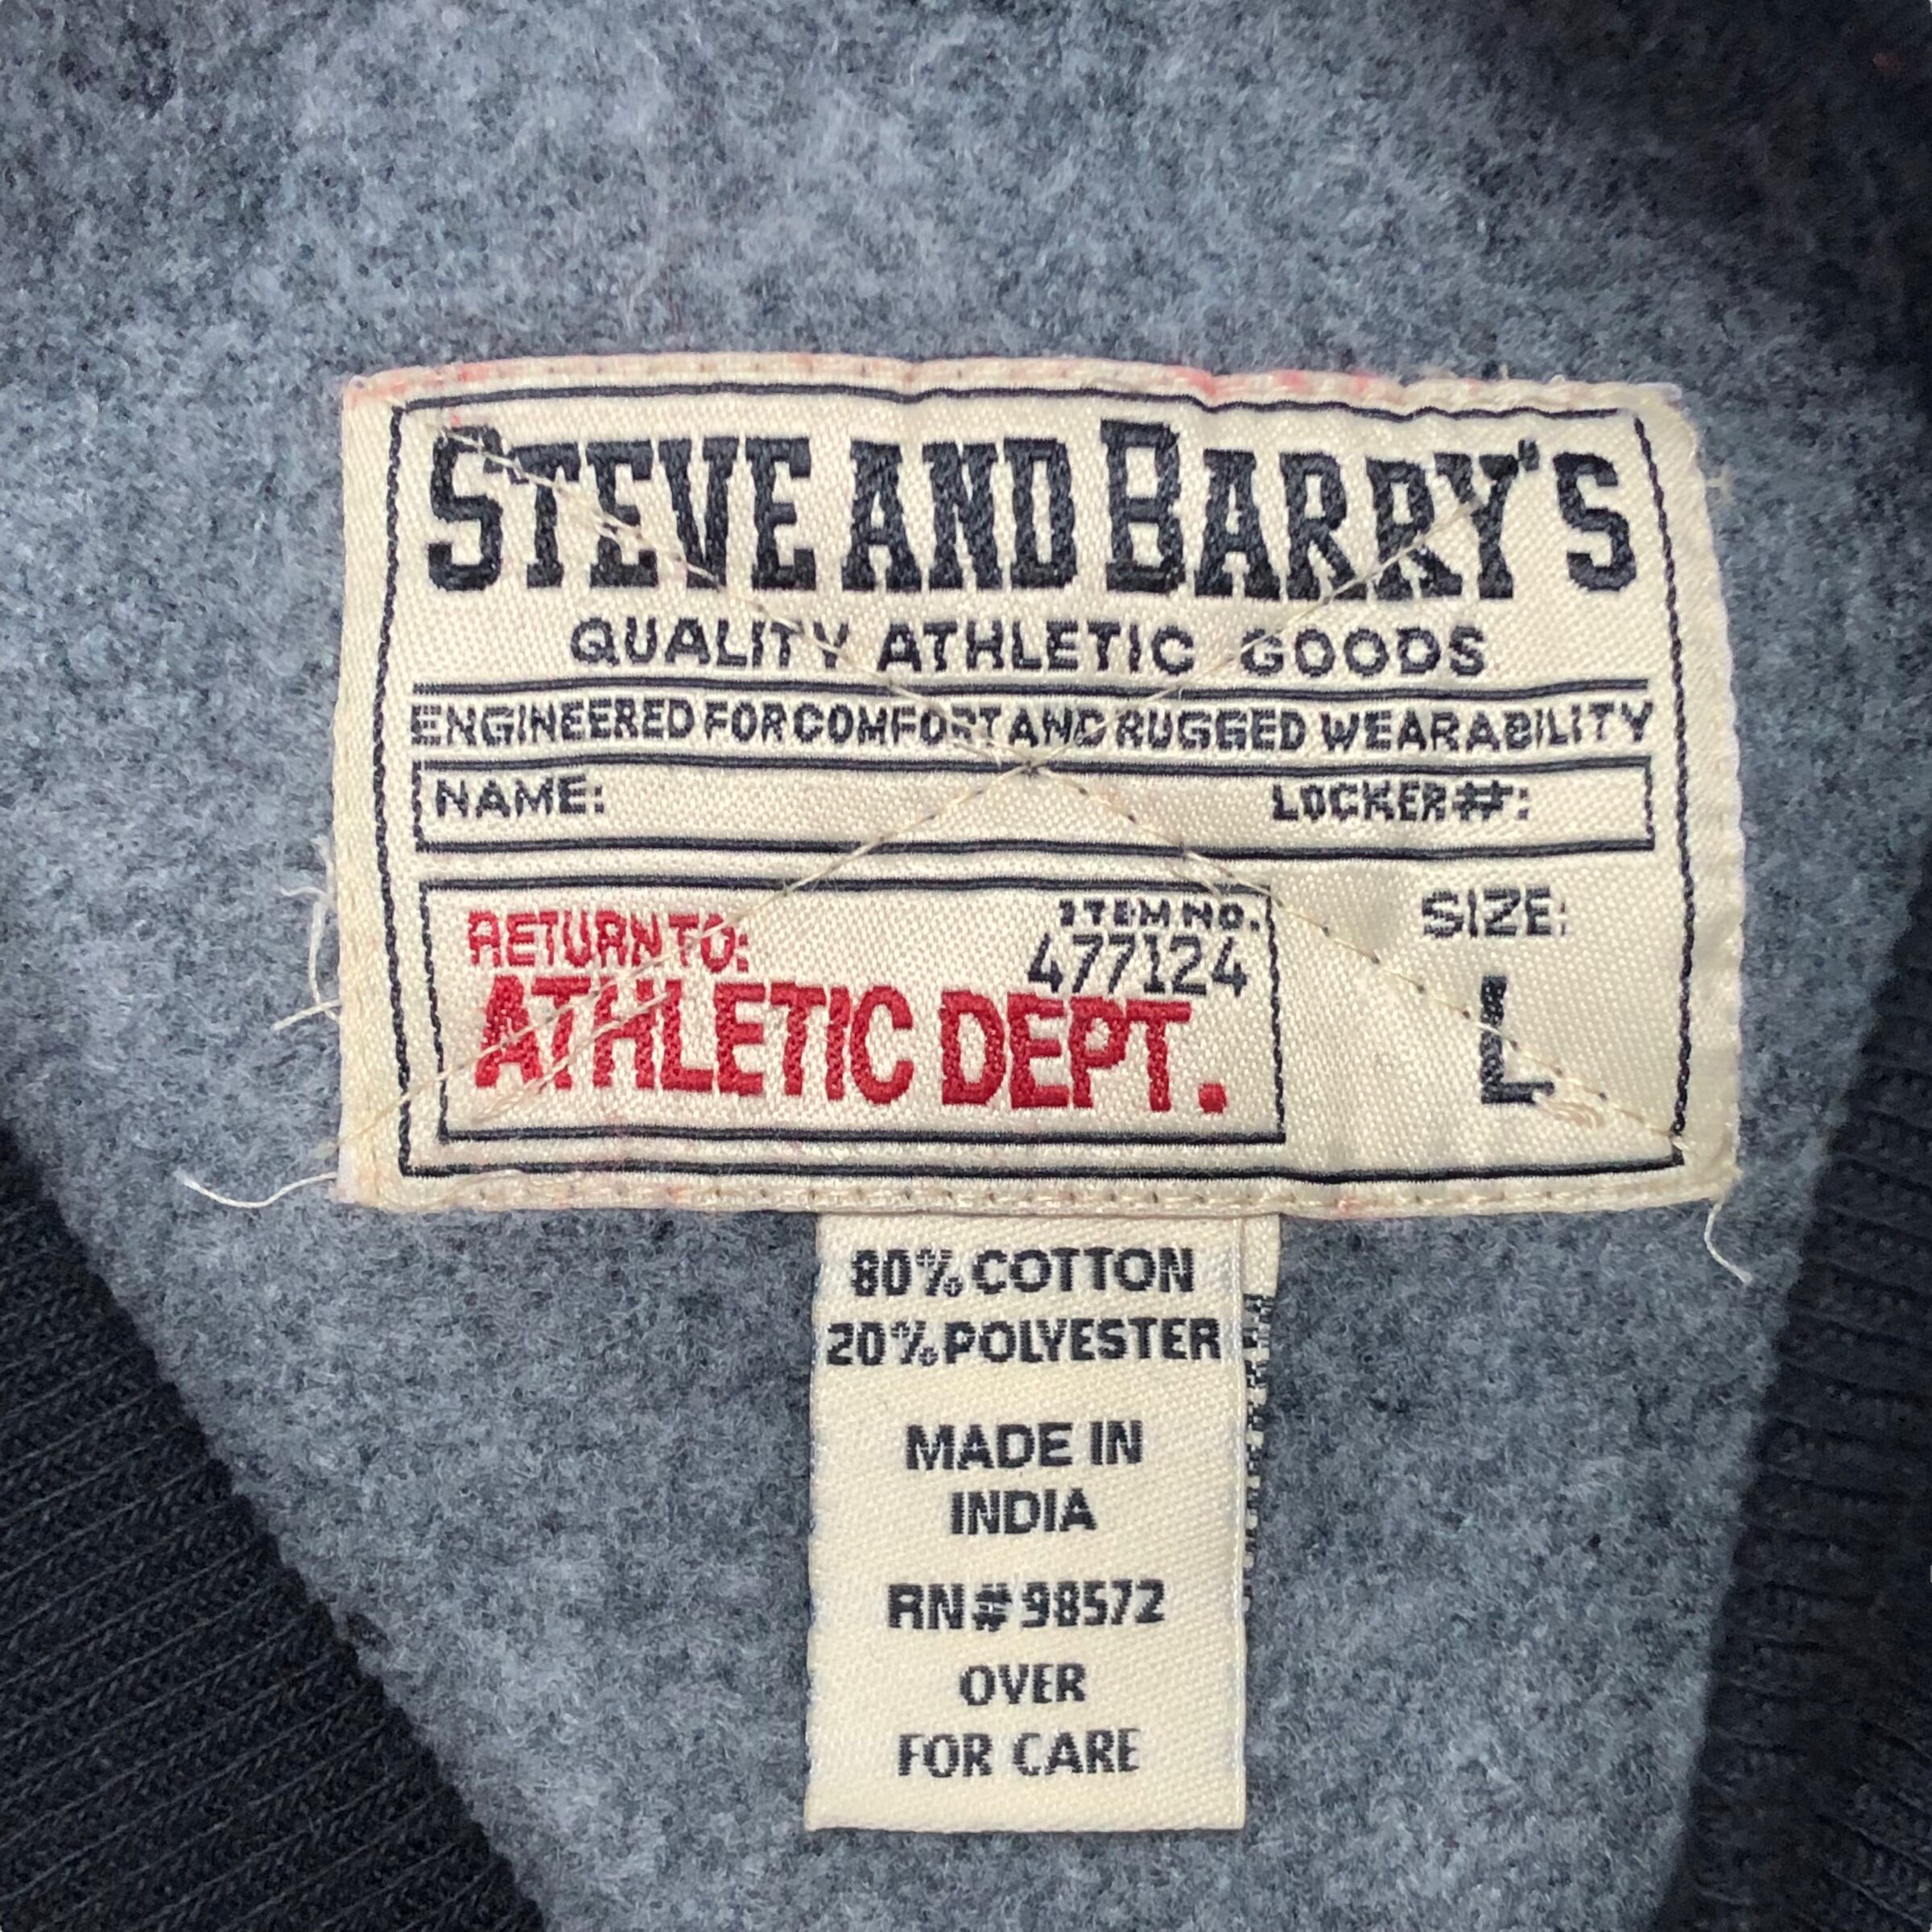 STEVE AND BARRY'S
QUALITY ATHLETIC GOODS
ENGINEERED FOR COMFORT AND RUGGED WEARABILITY
NAME: LOCKER#:
RETURN TO: ITEM NO.
477124
ATHLETIC DEPT.
SIZE:
L
80% COTTON
20% POLYESTER
MADE IN
INDIA
RN# 98572
OVER
FOR CARE